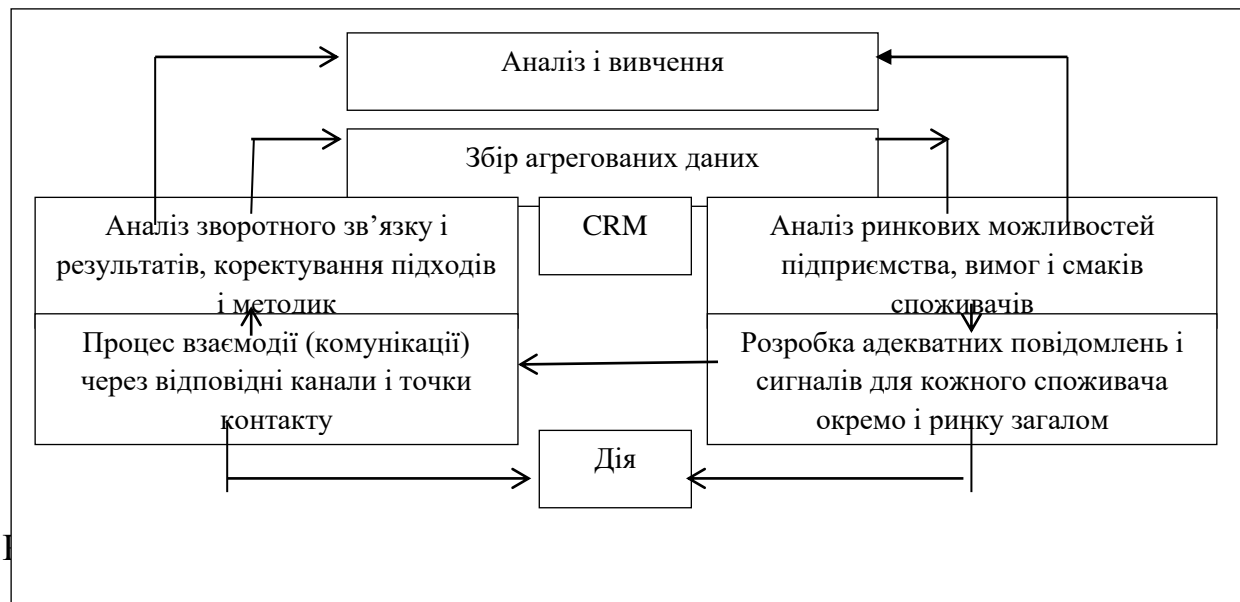 Аналіз і вивчення
Збір агрегованих даних
Аналіз зворотного зв’язку і
результатів, коректування підходів
і методик
CRM
Аналіз ринкових можливостей
підприємства, вимог і смаків
споживачів
Процес взаємодії (комунікації)
через відповідні канали і точки
контакту
Розробка адекватних повідомлень і
сигналів для кожного споживача
окремо і ринку загалом
Дія